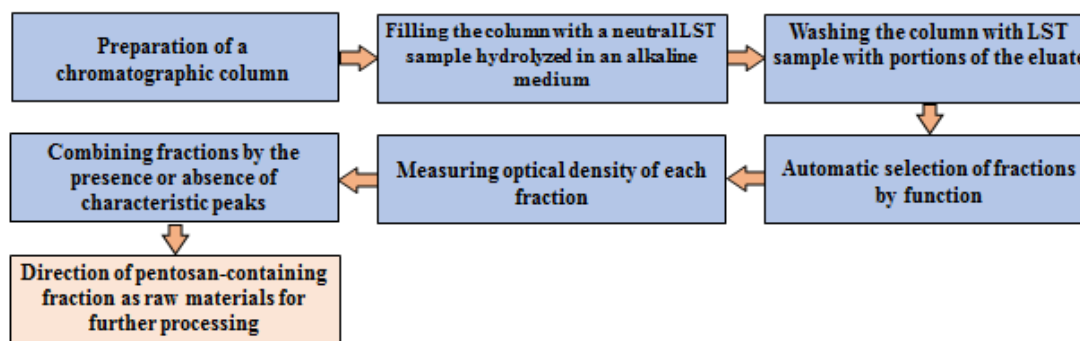 Preparation of a
chromatographic column
Filling the column with a neutral LST
sample hydrolyzed in an alkaline
medium
Washing the column with LST
sample with portions of the eluate
Automatic selection of fractions
by function
Measuring optical density of each
fraction
Combining fractions by the
presence or absence of
characteristic peaks
Direction of pentosan-containing
fraction as raw materials for
further processing